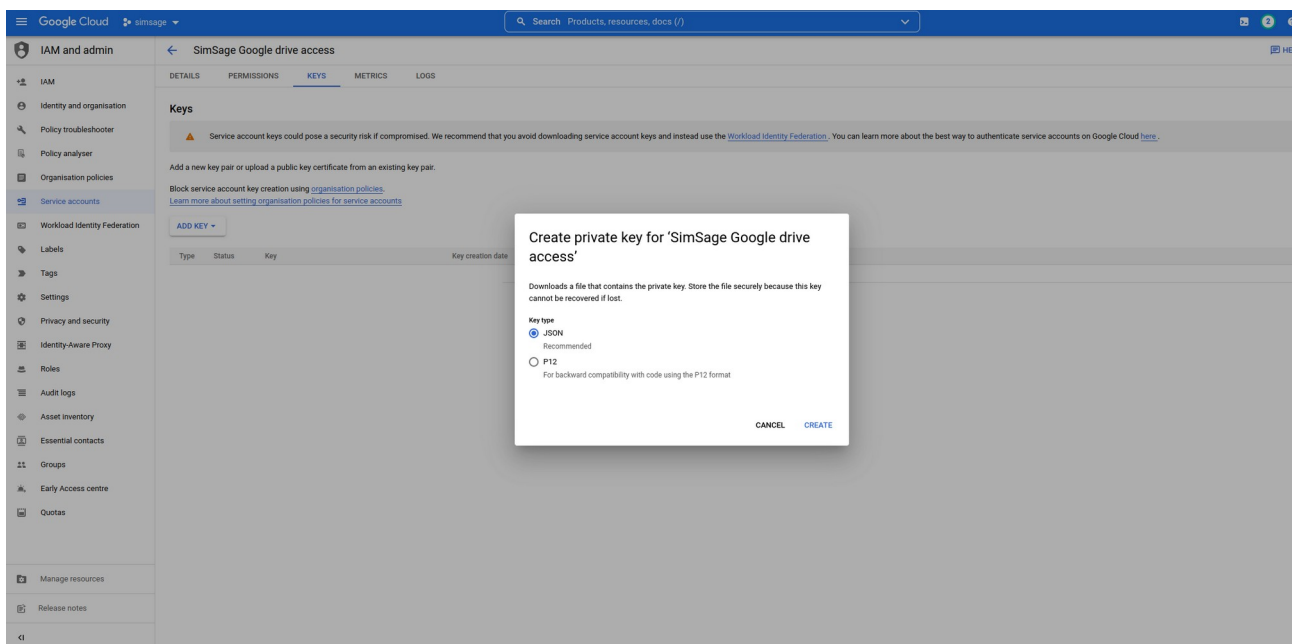 Google Cloud
simsage
Search Products, resources, docs (/)
2
IAM and admin
SimSage Google drive access
DETAILS PERMISSIONS KEYS METRICS LOGS
IAM
Identity and organisation
Policy troubleshooter
Policy analyser
Organisation policies
Service accounts
Workload Identity Federation
Labels
Tags
Settings
Privacy and security
Identity-Aware Proxy
Roles
Audit logs
Asset inventory
Essential contacts
Groups
Early Access centre
Quotas
Manage resources
Release notes
Keys
Service account keys could pose a security risk if compromised. We recommend that you avoid downloading service account keys and instead use the Workload Identity Federation . You can learn more about the best way to authenticate service accounts on Google Cloud here .
Add a new key pair or upload a public key certificate from an existing key pair.
Block service account key creation using organisation policies.
Learn more about setting organisation policies for service accounts
ADD KEY
Type Status Key Key creation date
Create private key for ‘SimSage Google drive
access’
Downloads a file that contains the private key. Store the file securely because this key
cannot be recovered if lost.
Key type
JSON
Recommended
P12
For backward compatibility with code using the P12 format
CANCEL CREATE